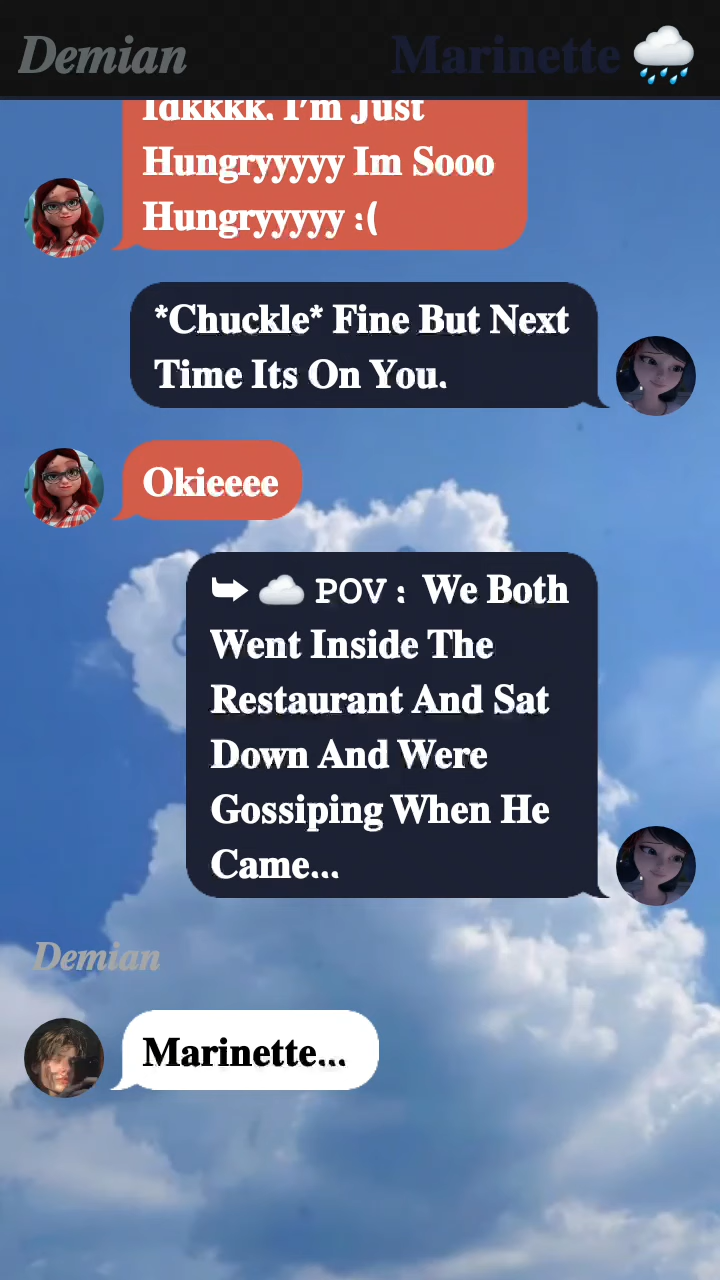 Demian
Marinette 🌧️
Idkkkk. I'm Just
Hungryyyyy Im Sooo
Hungryyyyy :(
*Chuckle* Fine But Next
Time Its On You.
Okieeee
⮩ ☁️ POV : We Both
Went Inside The
Restaurant And Sat
Down And Were
Gossiping When He
Came...
Demian
Marinette...